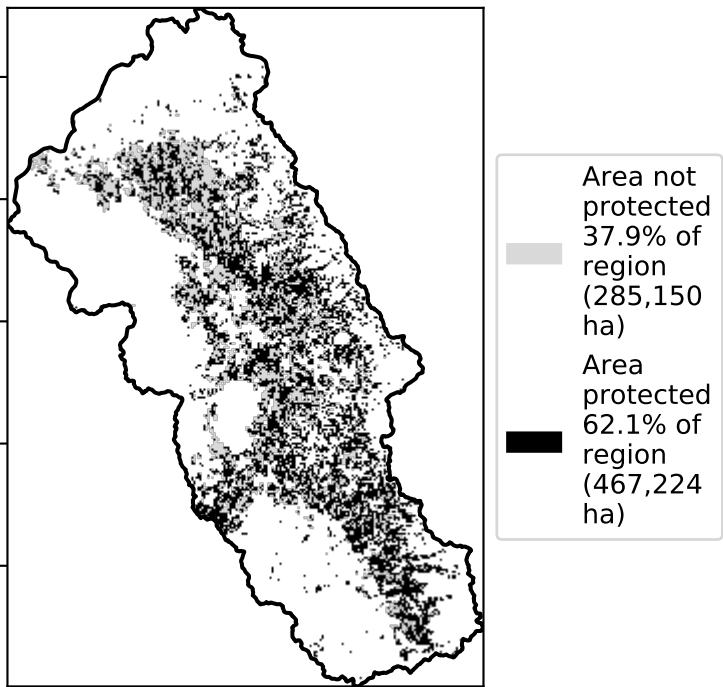 Area not
protected
37.9% of
region
(285,150
ha)
Area
protected
62.1% of
region
(467,224
ha)